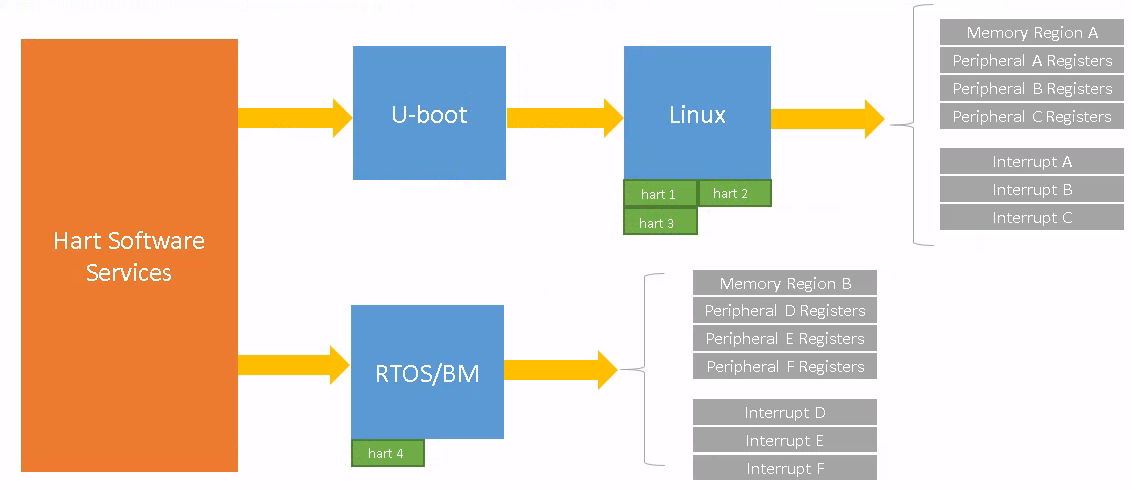 Hart Software
Services
U-boot
Linux
hart 1
hart 2
hart 3
Memory Region A
Peripheral A Registers
Peripheral B Registers
Peripheral C Registers
Interrupt A
Interrupt B
Interrupt C
RTOS/BM
hart 4
Memory Region B
Peripheral D Registers
Peripheral E Registers
Peripheral F Registers
Interrupt D
Interrupt E
Interrupt F